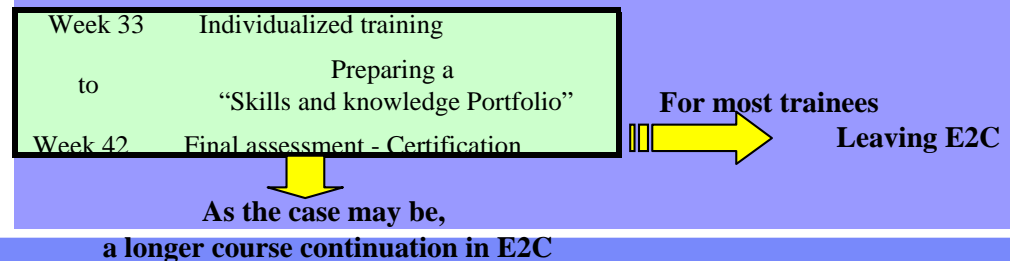 Week 33 Individualized training
to Preparing a
“Skills and knowledge Portfolio”
Week 42 Final assessment - Certification
For most trainees
Leaving E2C
As the case may be,
a longer course continuation in E2C